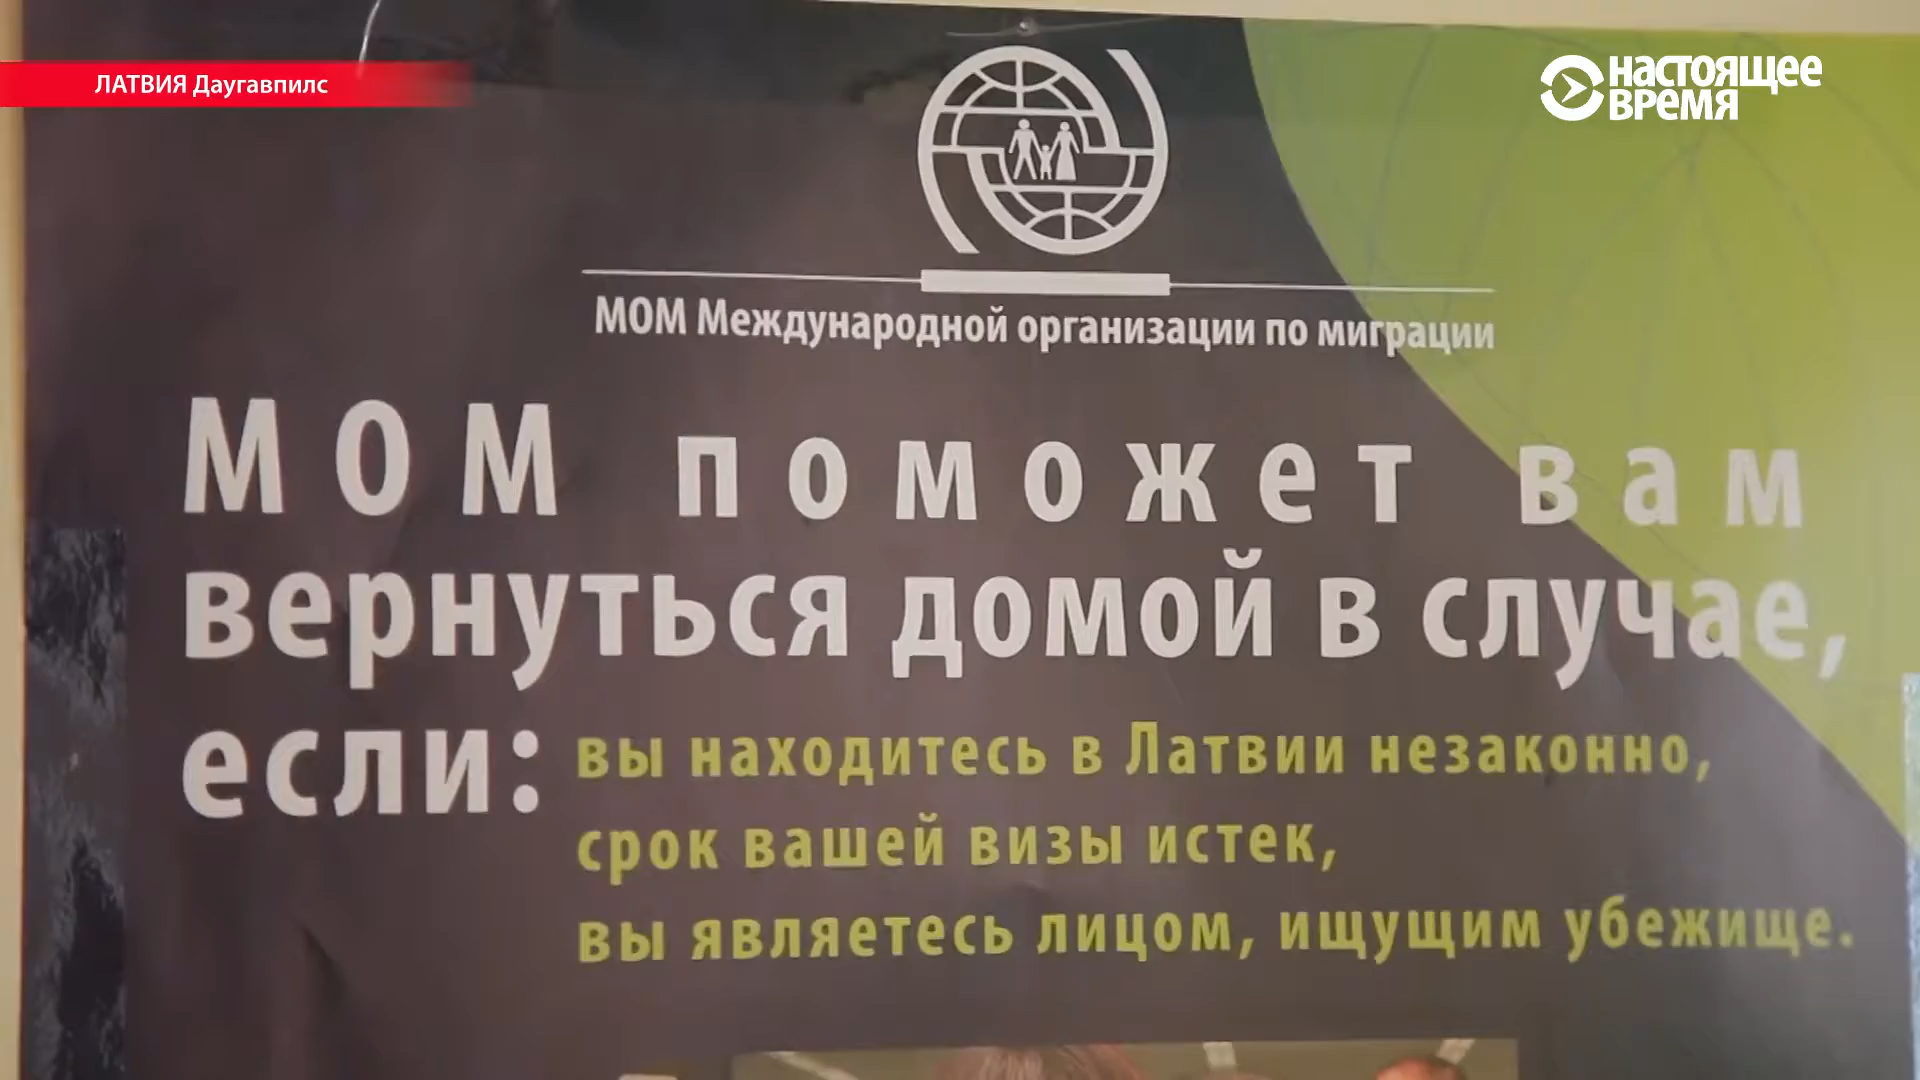 ЛАТВИЯ Даугавпилс
НАСТОЯЩЕЕ
ВРЕМЯ
МОМ Международной организации по миграции
МОМ поможет вам
вернуться домой в случае,
если: вы находитесь в Латвии незаконно,
срок вашей визы истек,
вы являетесь лицом, ищущим убежище.